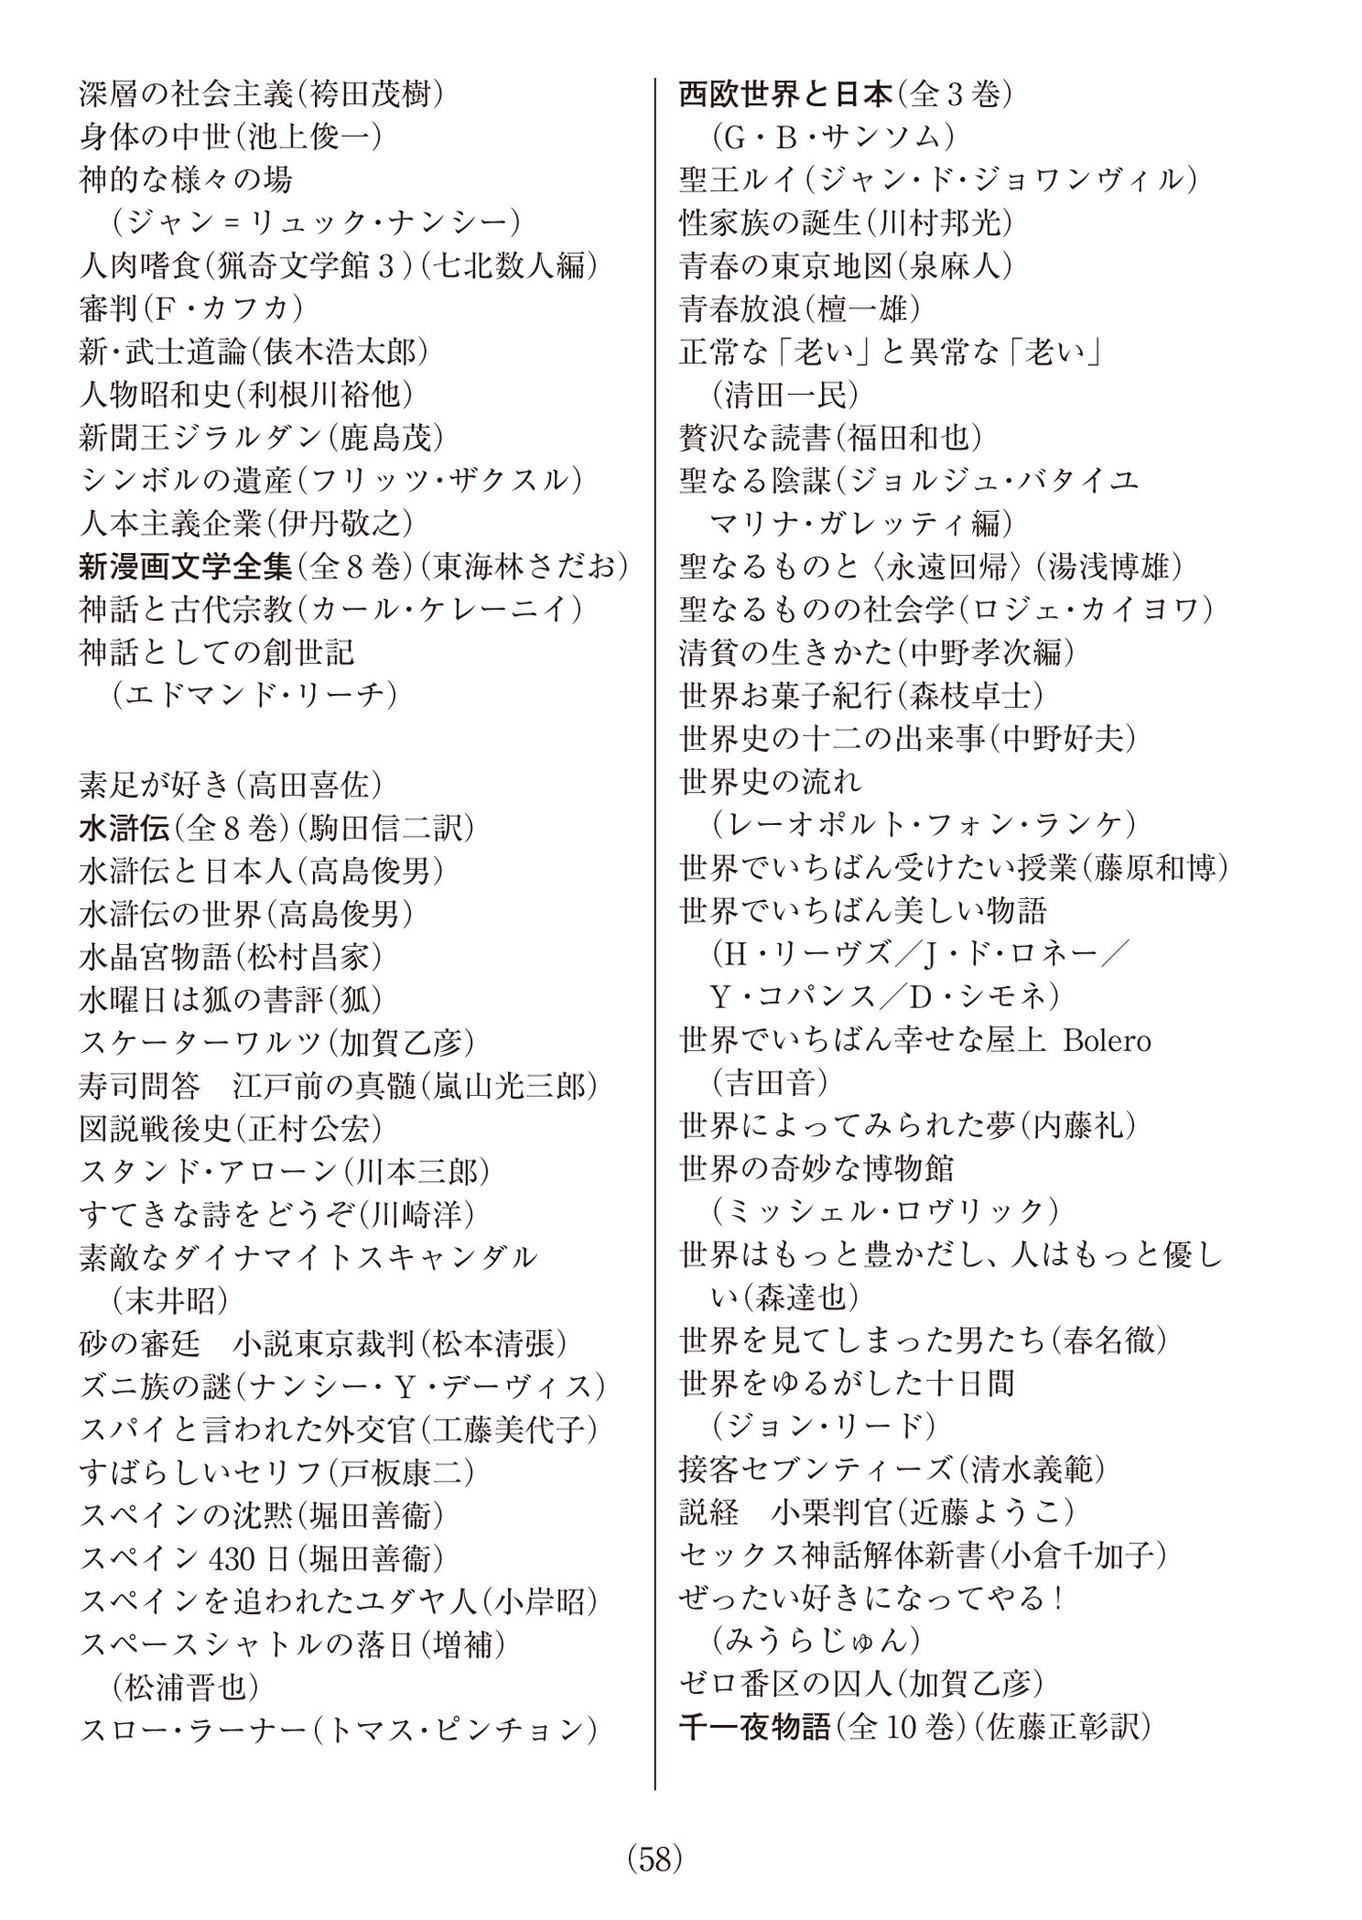 深層の社会主義(袴田茂樹)
身体の中世(池上俊一)
神的な様々の場
(ジャン=リュック・ナンシー)
人肉嗜食(猟奇文学館3)(七北数人編)
審判(F・カフカ)
新・武士道論(俵木浩太郎)
人物昭和史(利根川裕他)
新聞王ジラルダン(鹿島茂)
シンボルの遺産(フリッツ・ザクスル)
人本主義企業(伊丹敬之)
新漫画文学全集(全8巻)(東海林さだお)
神話と古代宗教(カール・ケレーニイ)
神話としての創世記
(エドマンド・リーチ)
素足が好き(高田喜佐)
水滸伝(全8巻)(駒田信二訳)
水滸伝と日本人(高島俊男)
水滸伝の世界(高島俊男)
水晶宮物語(松村昌家)
水曜日は狐の書評(狐)
スケーターワルツ(加賀乙彦)
寿司問答　江戸前の真髄(嵐山光三郎)
図説戦後史(正村公宏)
スタンド・アローン(川本三郎)
すてきな詩をどうぞ(川崎洋)
素敵なダイナマイトスキャンダル
(末井昭)
砂の審廷　小説東京裁判(松本清張)
ズニ族の謎(ナンシー・Y・デーヴィス)
スパイと言われた外交官(工藤美代子)
すばらしいセリフ(戸板康二)
スペインの沈黙(堀田善衞)
スペイン430日(堀田善衞)
スペインを追われたユダヤ人(小岸昭)
スペースシャトルの落日(増補)
(松浦晋也)
スロー・ラーナー(トマス・ピンチョン)
西欧世界と日本(全3巻)
(G・B・サンソム)
聖王ルイ(ジャン・ド・ジョワンヴィル)
性家族の誕生(川村邦光)
青春の東京地図(泉麻人)
青春放浪(檀一雄)
正常な「老い」と異常な「老い」
(清田一民)
贅沢な読書(福田和也)
聖なる陰謀(ジョルジュ・バタイユ
マリナ・ガレッティ編)
聖なるものと〈永遠回帰〉(湯浅博雄)
聖なるものの社会学(ロジェ・カイヨワ)
清貧の生きかた(中野孝次編)
世界お菓子紀行(森枝卓士)
世界史の十二の出来事(中野好夫)
世界史の流れ
(レーオポルト・フォン・ランケ)
世界でいちばん受けたい授業(藤原和博)
世界でいちばん美しい物語
(H・リーヴズ／J・ド・ロネー／
Y・コパンス／D・シモネ)
世界でいちばん幸せな屋上 Bolero
(吉田音)
世界によってみられた夢(内藤礼)
世界の奇妙な博物館
(ミッシェル・ロヴリック)
世界はもっと豊かだし、人はもっと優し
い(森達也)
世界を見てしまった男たち(春名徹)
世界をゆるがした十日間
(ジョン・リード)
接客セブンティーズ(清水義範)
説経　小栗判官(近藤ようこ)
セックス神話解体新書(小倉千加子)
ぜったい好きになってやる！
(みうらじゅん)
ゼロ番区の囚人(加賀乙彦)
千一夜物語(全10巻)(佐藤正彰訳)
(58)